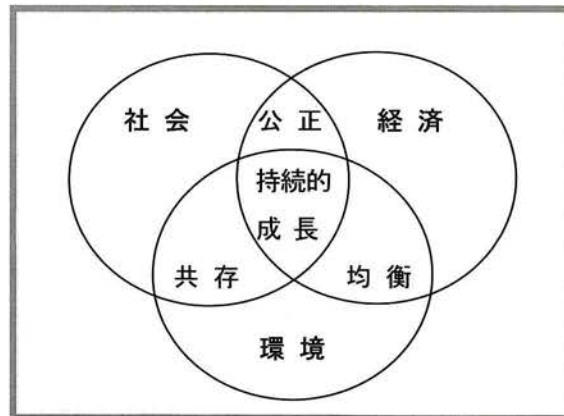 社会
公正
経済
持続的
成長
共存
均衡
環境